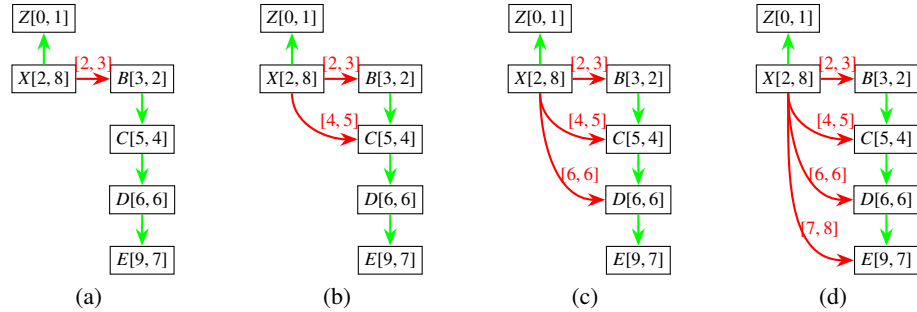 Z[0, 1] Z[0, 1] Z[0, 1] Z[0, 1]
[2, 3] [2, 3] [2, 3] [2, 3]
X[2, 8] B[3, 2] X[2, 8] B[3, 2] X[2, 8] B[3, 2] X[2, 8] B[3, 2]
[4, 5] [4, 5] [4, 5]
C[5, 4] C[5, 4] C[5, 4] C[5, 4]
[6, 6] [6, 6]
D[6, 6] D[6, 6] D[6, 6] D[6, 6]
[7, 8]
E[9, 7] E[9, 7] E[9, 7] E[9, 7]
(a) (b) (c) (d)